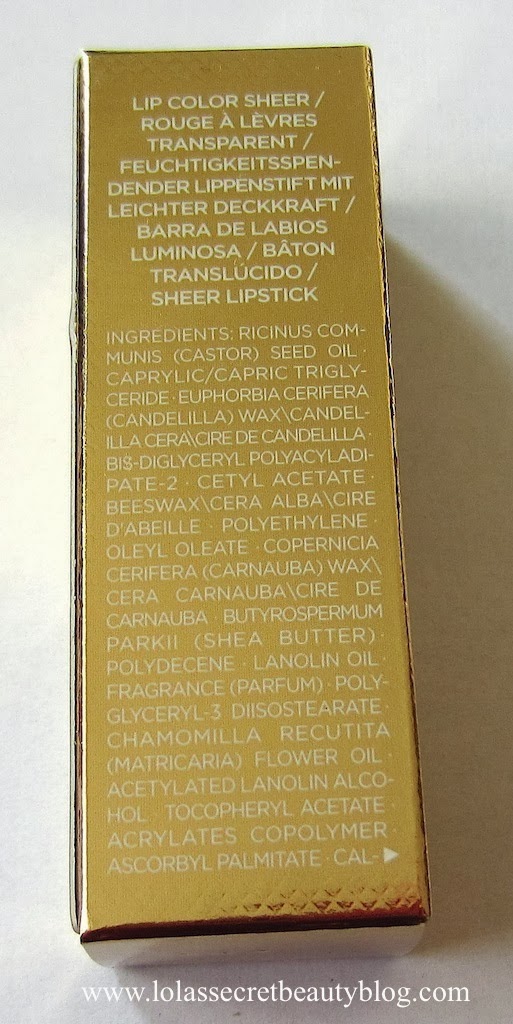 LIP COLOR SHEER /
ROUGE À LÈVRES
TRANSPARENT /
FEUCHTIGKEITSSPEN-
DENDER LIPPENSTIFT MIT
LEICHTER DECKKRAFT /
BARRA DE LABIOS
LUMINOSA / BÂTON
TRANSLÚCIDO /
SHEER LIPSTICK
INGREDIENTS: RICINUS COM-
MUNIS (CASTOR) SEED OIL ·
CAPRYLIC/CAPRIC TRIGLY-
CERIDE · EUPHORBIA CERIFERA
(CANDELILLA) WAX\CANDEL-
ILLA CERA\CIRE DE CANDELILLA ·
BIS-DIGLYCERYL POLYACYLADI-
PATE-2 · CETYL ACETATE ·
BEESWAX\CERA ALBA\CIRE
D'ABEILLE · POLYETHYLENE ·
OLEYL OLEATE · COPERNICIA
CERIFERA (CARNAUBA) WAX\
CERA CARNAUBA\CIRE DE
CARNAUBA · BUTYROSPERMUM
PARKII (SHEA BUTTER) ·
POLYDECENE · LANOLIN OIL ·
FRAGRANCE (PARFUM) · POLY-
GLYCERYL-3 DIISOSTEARATE ·
CHAMOMILLA RECUTITA
(MATRICARIA) FLOWER OIL ·
ACETYLATED LANOLIN ALCO-
HOL · TOCOPHERYL ACETATE ·
ACRYLATES COPOLYMER ·
ASCORBYL PALMITATE · CAL-
www.lolassecretbeautyblog.com